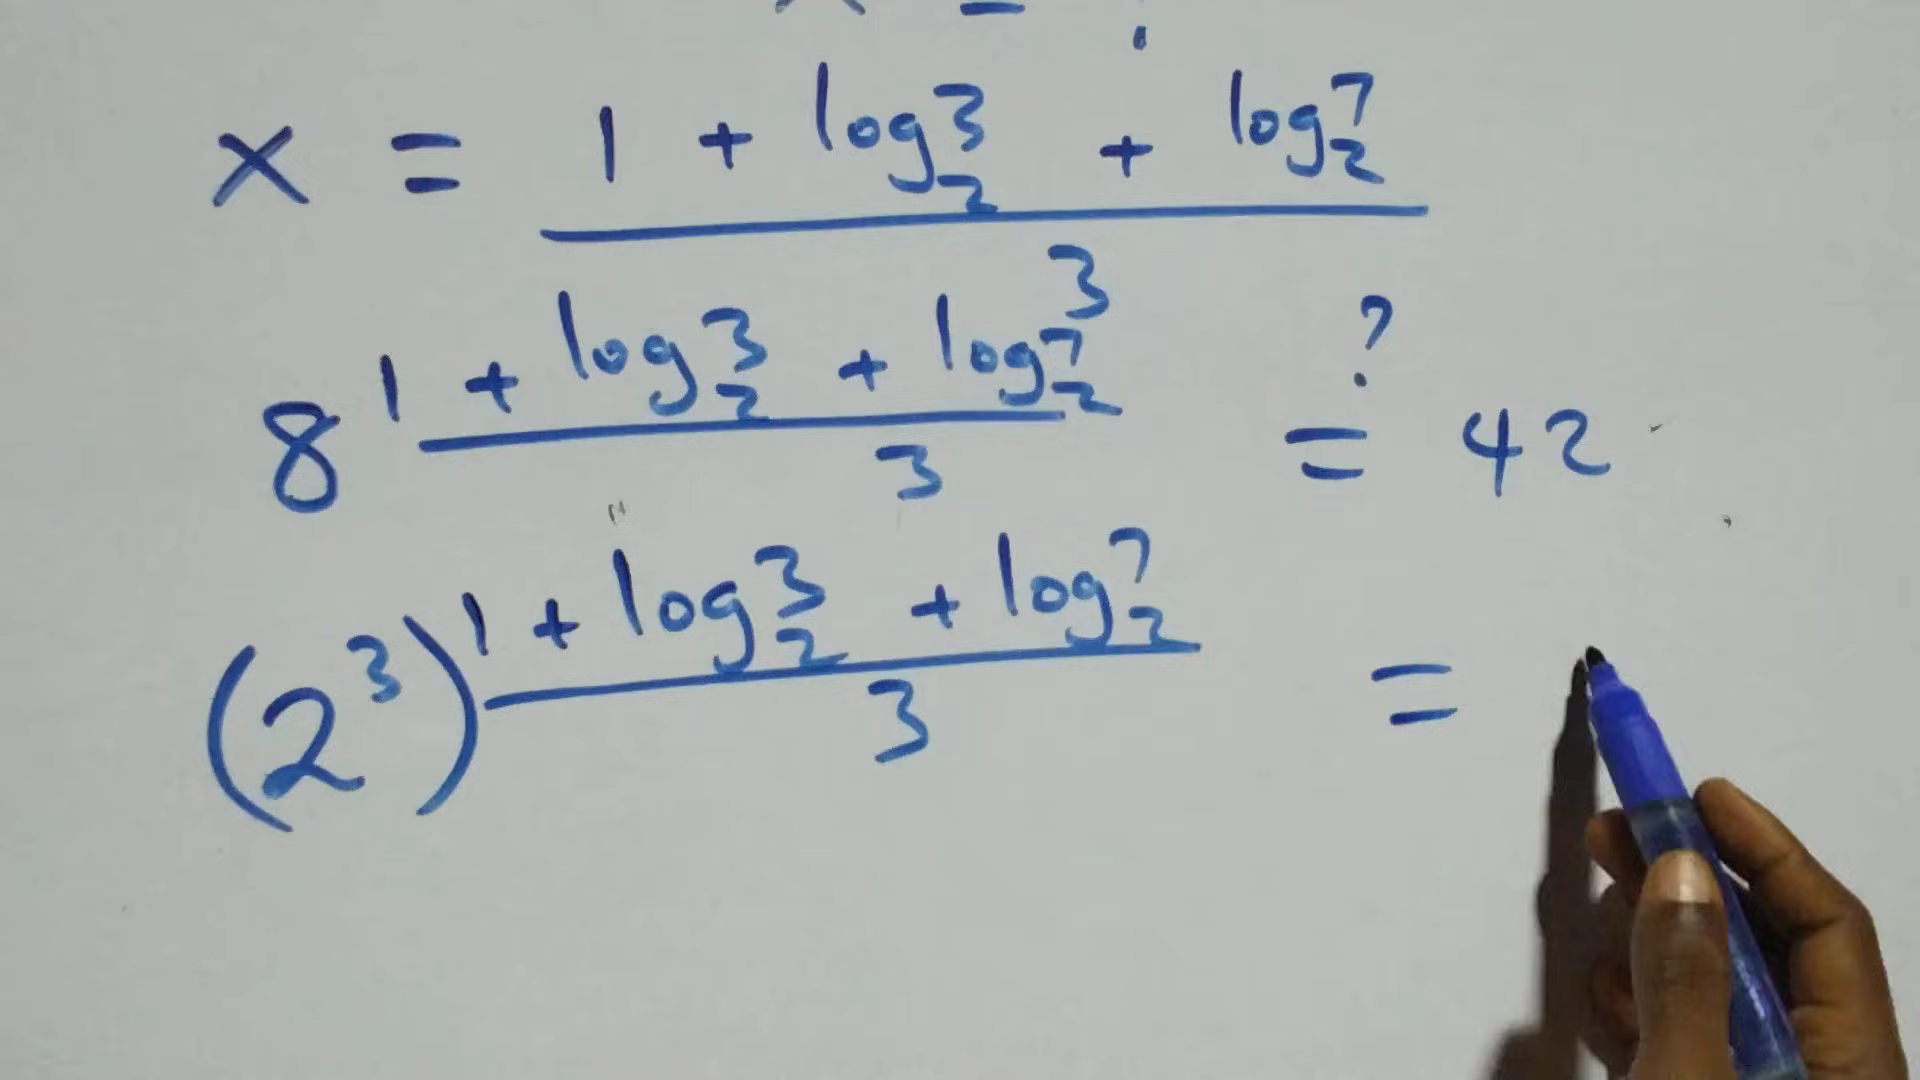 x = ?
x = 1 + log₂3 + log₂7
3
8^(1 + log₂3 + log₂7)/3 =? 42
(2³)^(1 + log₂3 + log₂7)/3 =